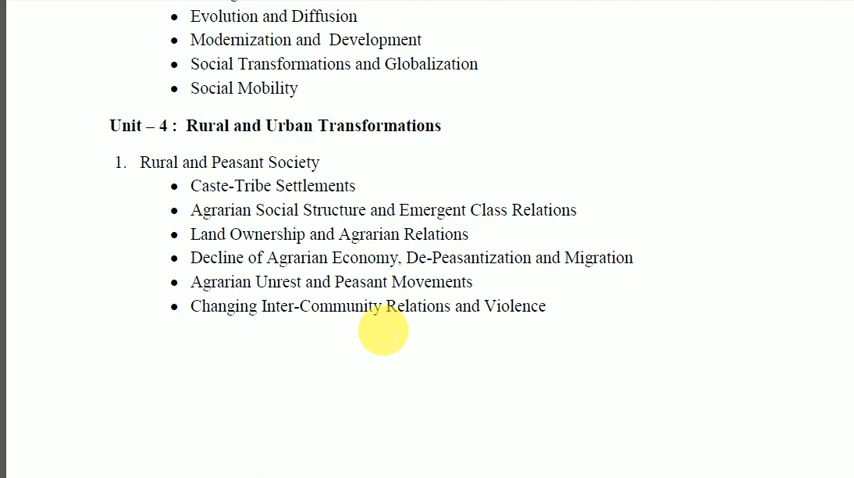 • Evolution and Diffusion
• Modernization and Development
• Social Transformations and Globalization
• Social Mobility
Unit – 4 : Rural and Urban Transformations
1. Rural and Peasant Society
• Caste-Tribe Settlements
• Agrarian Social Structure and Emergent Class Relations
• Land Ownership and Agrarian Relations
• Decline of Agrarian Economy, De-Peasantization and Migration
• Agrarian Unrest and Peasant Movements
• Changing Inter-Community Relations and Violence